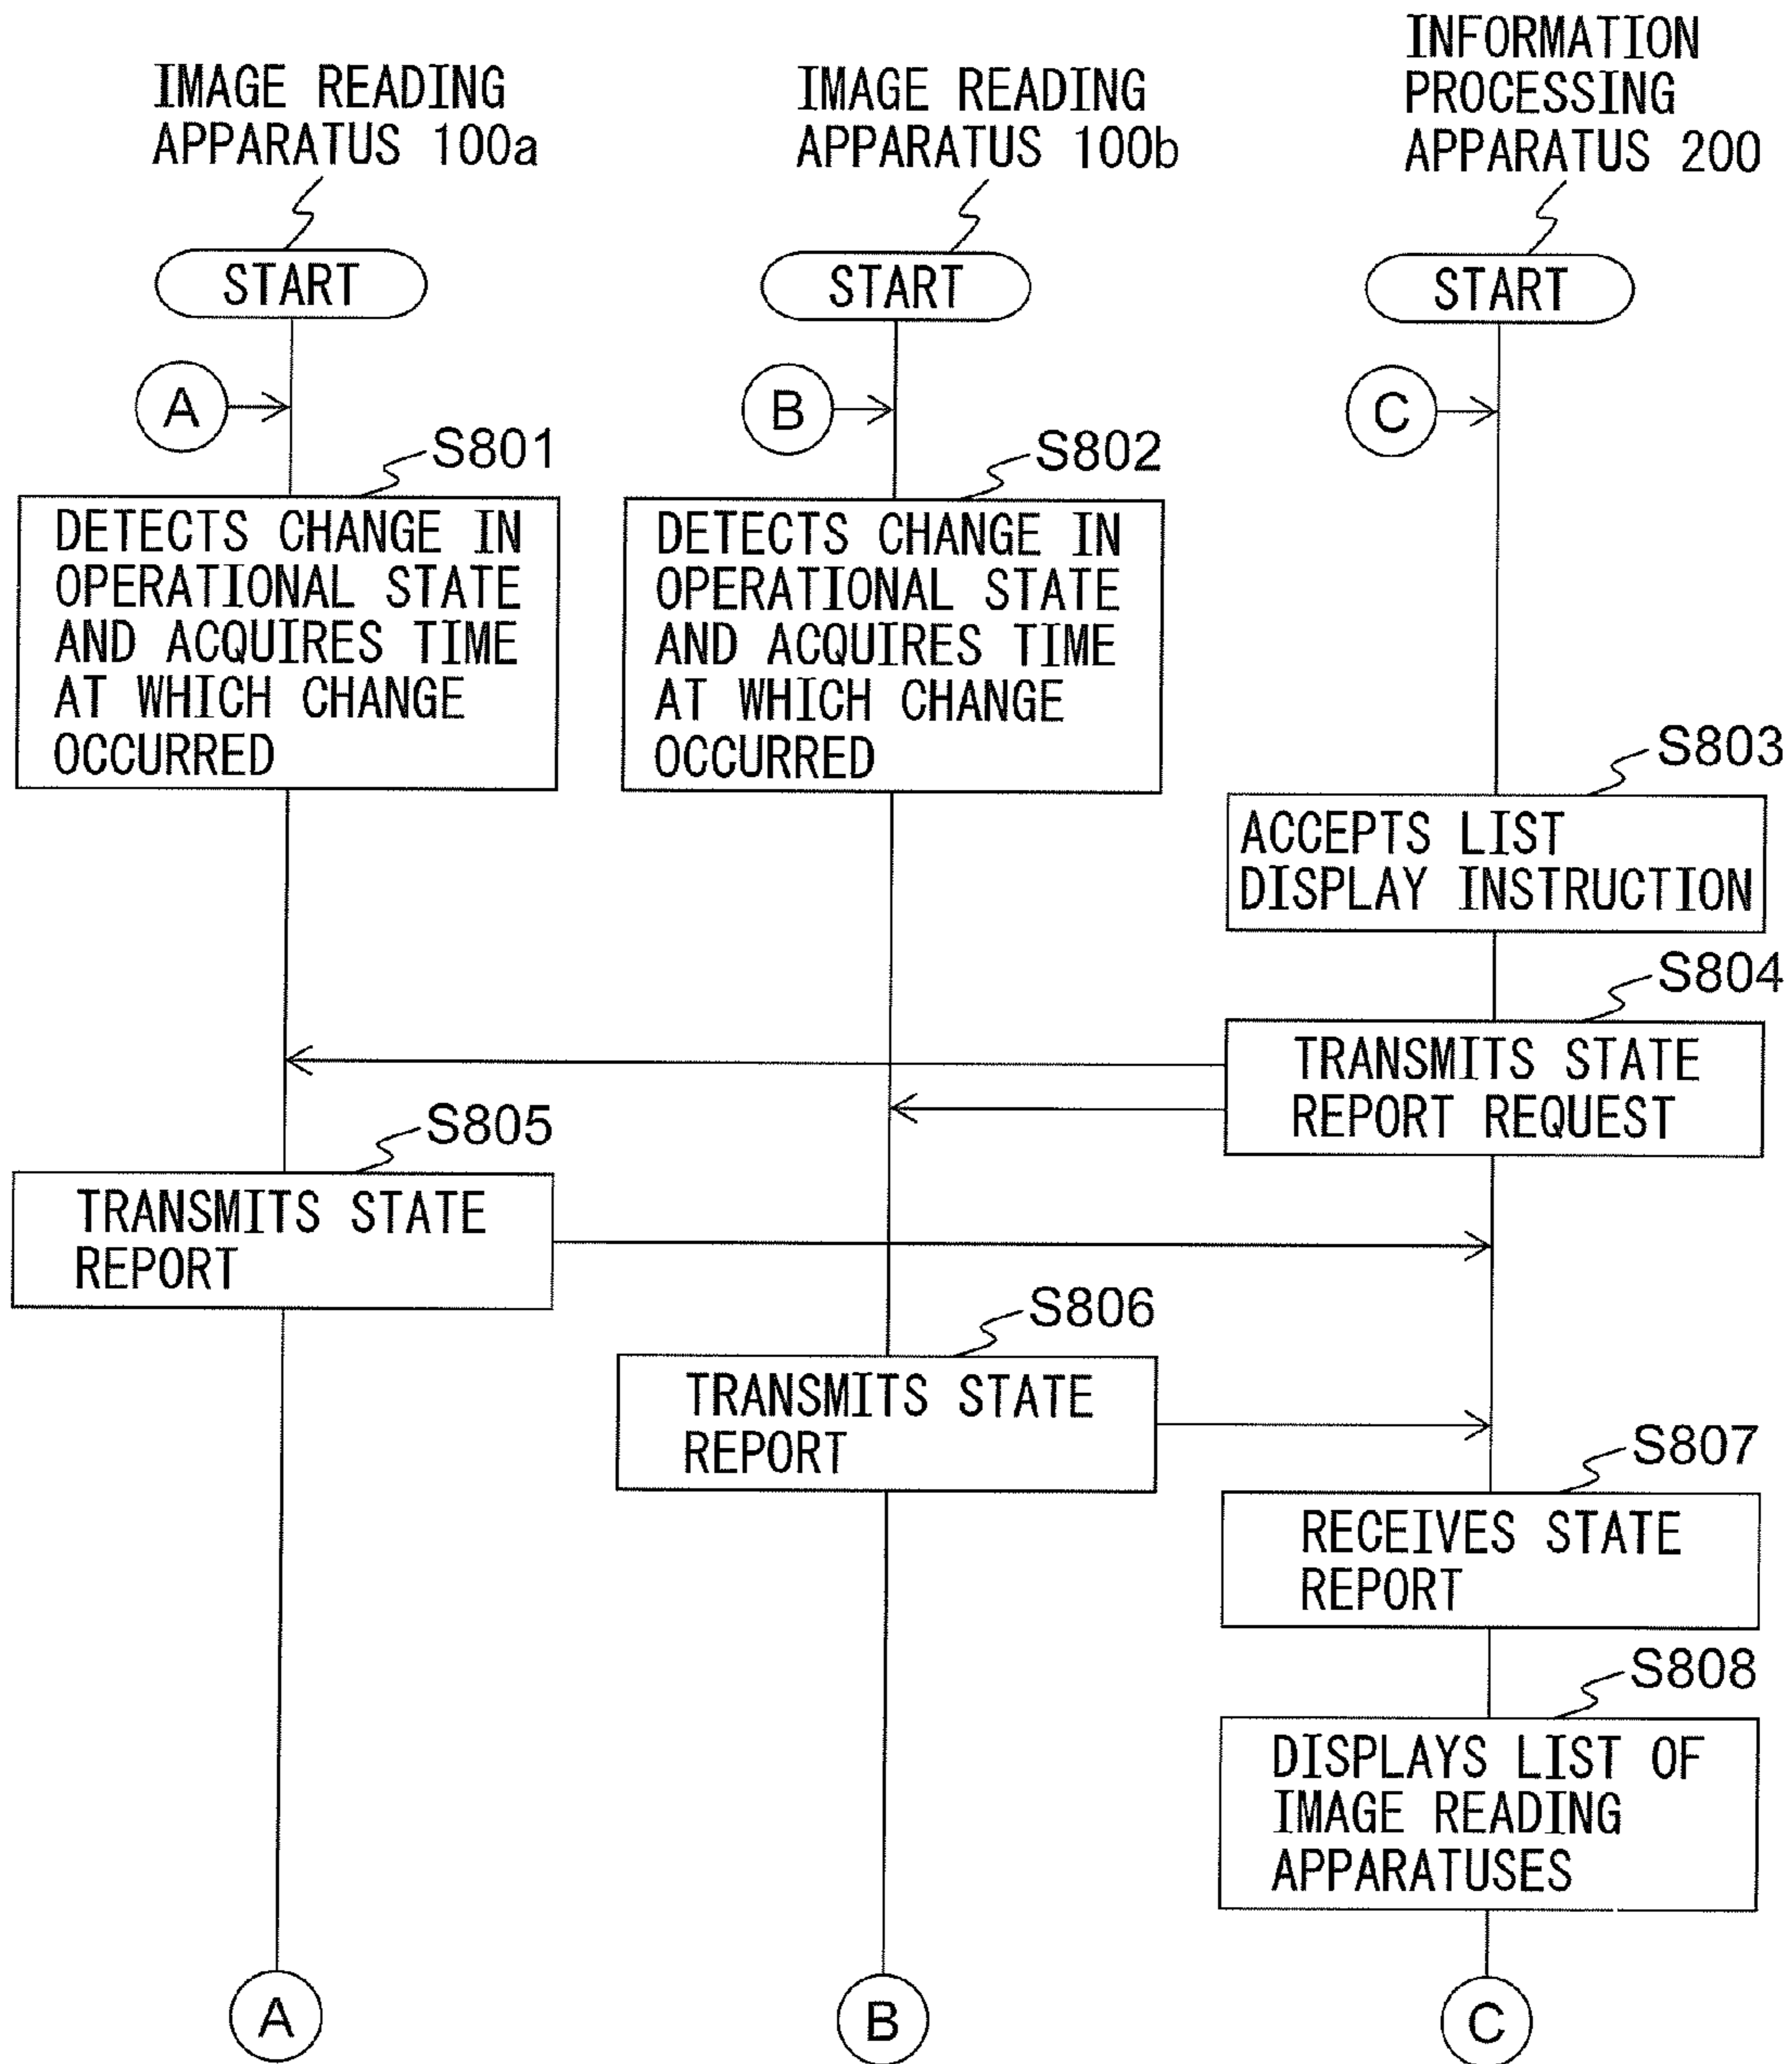 IMAGE READING
APPARATUS 100a
IMAGE READING
APPARATUS 100b
INFORMATION
PROCESSING
APPARATUS 200
START
START
START
A
B
C
S801
DETECTS CHANGE IN
OPERATIONAL STATE
AND ACQUIRES TIME
AT WHICH CHANGE
OCCURRED
S802
DETECTS CHANGE IN
OPERATIONAL STATE
AND ACQUIRES TIME
AT WHICH CHANGE
OCCURRED
S803
ACCEPTS LIST
DISPLAY INSTRUCTION
S804
TRANSMITS STATE
REPORT REQUEST
S805
TRANSMITS STATE
REPORT
S806
TRANSMITS STATE
REPORT
S807
RECEIVES STATE
REPORT
S808
DISPLAYS LIST OF
IMAGE READING
APPARATUSES
A
B
C